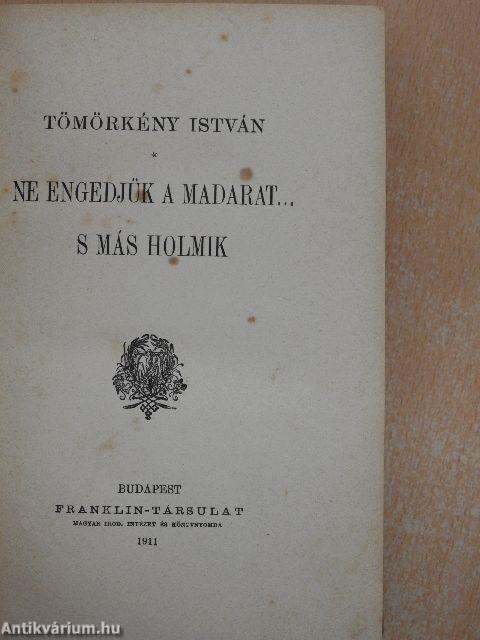 TÖMÖRKÉNY ISTVÁN
*
NE ENGEDJÜK A MADARAT...
S MÁS HOLMIK
BUDAPEST
FRANKLIN-TÁRSULAT
MAGYAR IROD. INTÉZET ÉS KÖNYVNYOMDA
1911
Antikvárium.hu